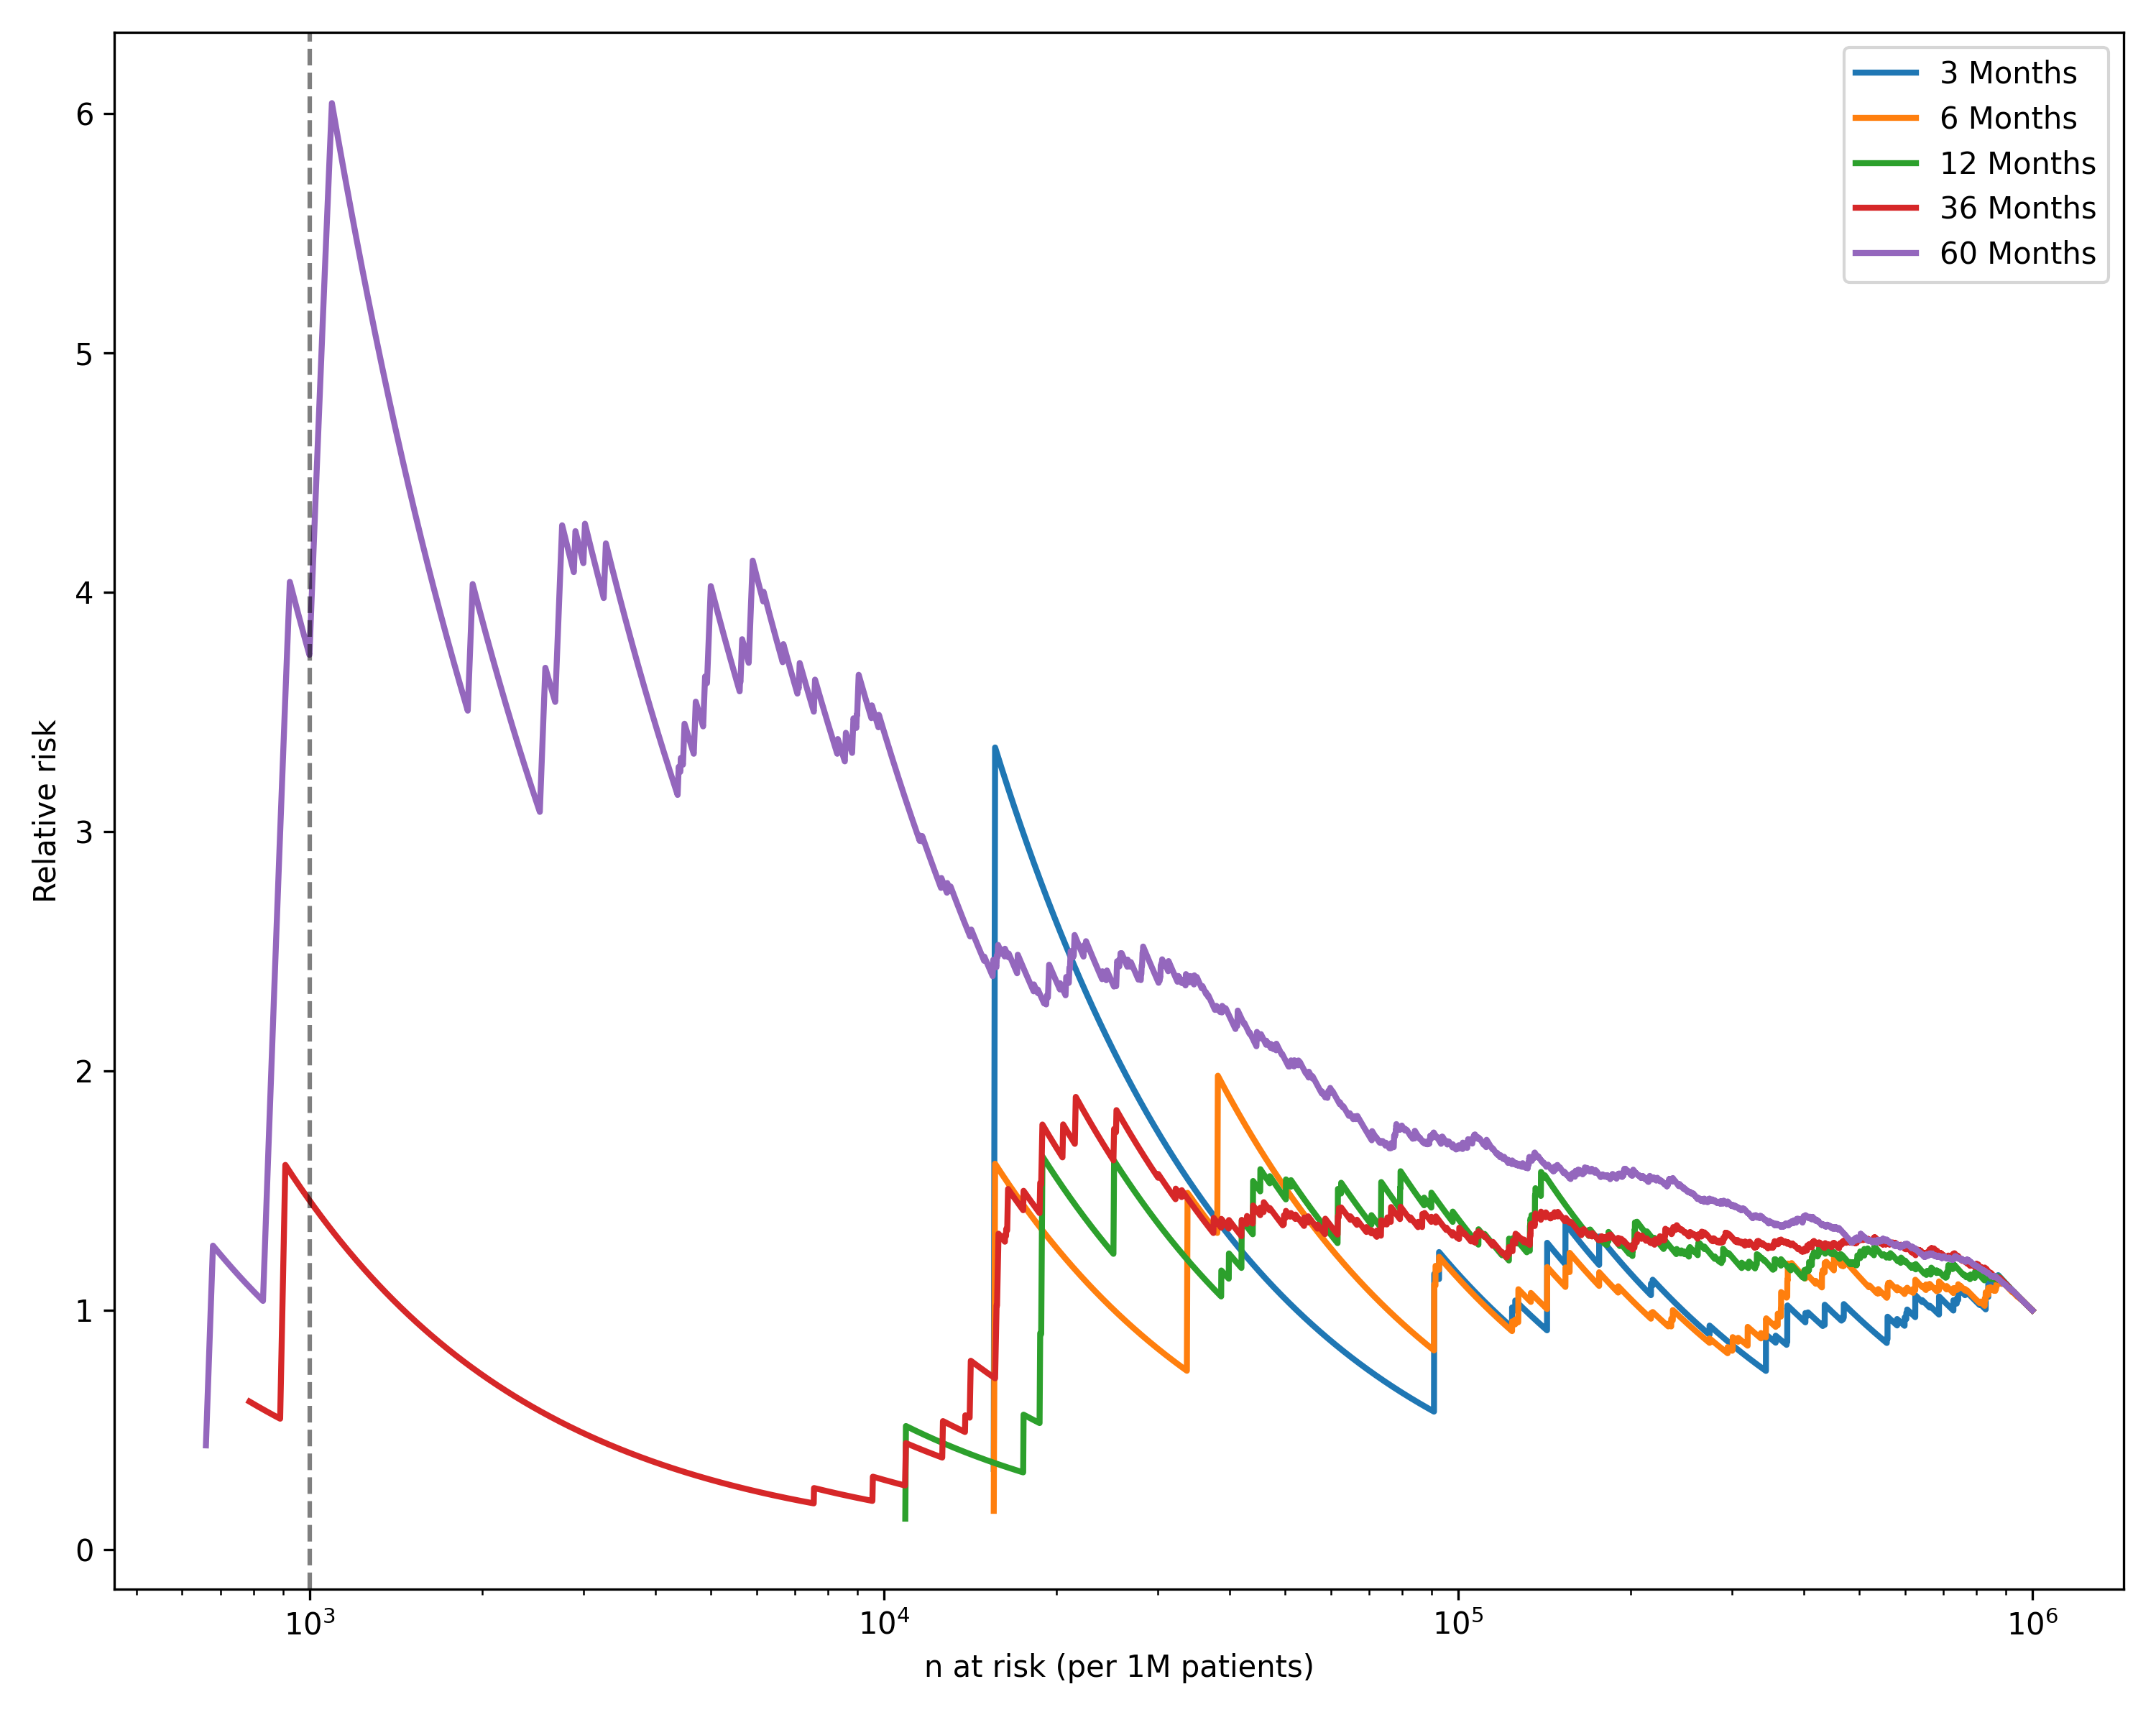 3 Months
6 Months
12 Months
36 Months
60 Months
6
5
4
3
2
1
0
Relative risk
10³
10⁴
10⁵
10⁶
n at risk (per 1M patients)